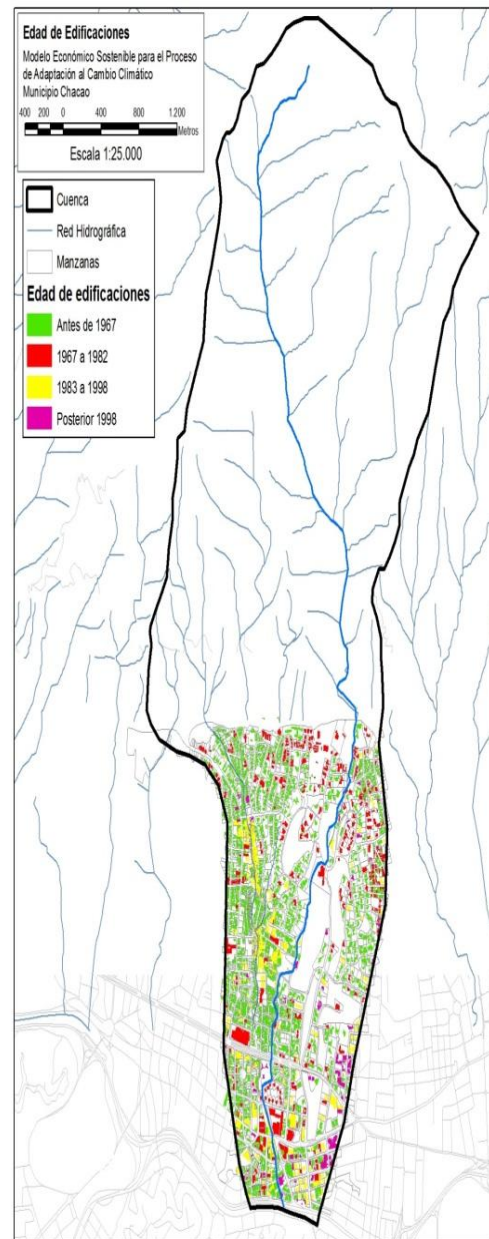 Edad de Edificaciones
Modelo Económico Sostenible para el Proceso
de Adaptación al Cambio Climático
Municipio Chacao
400 200 0 400 800 1.200
Metros
Escala 1:25.000
Cuenca
Red Hidrográfica
Manzanas
Edad de edificaciones
Antes de 1967
1967 a 1982
1983 a 1998
Posterior 1998